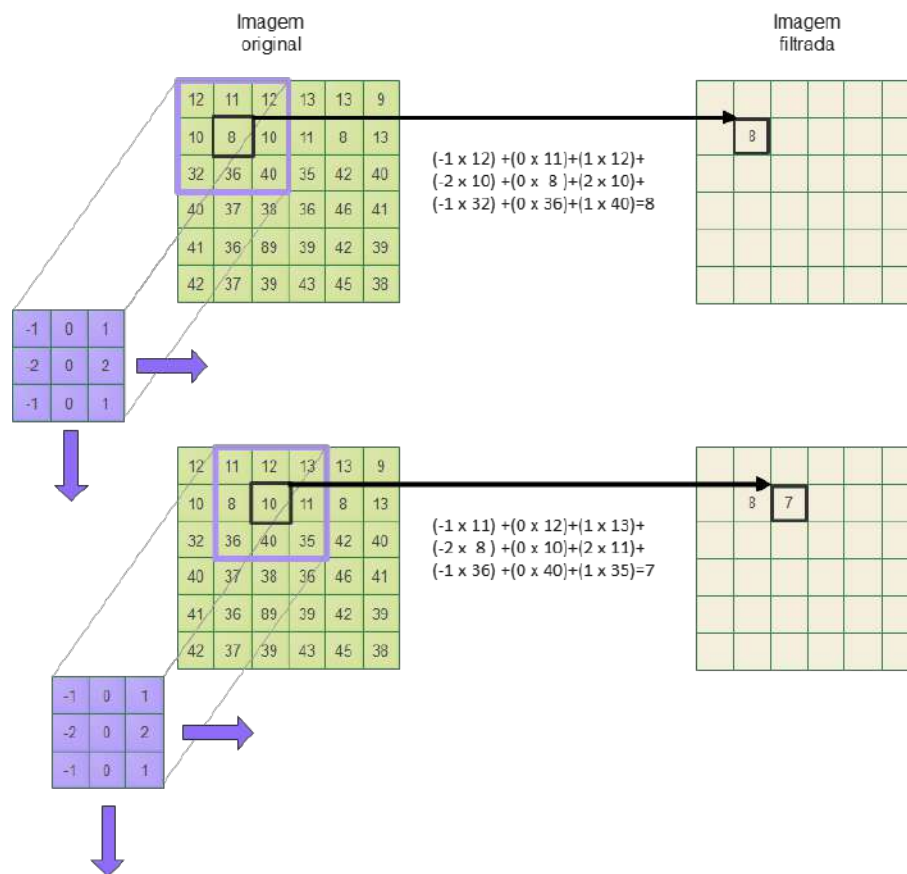 Imagem
original
Imagem
filtrada
12 11 12 13 13 9
10 8 10 11 8 13
32 36 40 35 42 40
40 37 38 36 46 41
41 36 89 39 42 39
42 37 39 43 45 38
8
(-1 x 12) +(0 x 11)+(1 x 12)+
(-2 x 10) +(0 x 8 )+(2 x 10)+
(-1 x 32) +(0 x 36)+(1 x 40)=8
-1 0 1
-2 0 2
-1 0 1
12 11 12 13 13 9
10 8 10 11 8 13
32 36 40 35 42 40
40 37 38 36 46 41
41 36 89 39 42 39
42 37 39 43 45 38
8 7
(-1 x 11) +(0 x 12)+(1 x 13)+
(-2 x 8 ) +(0 x 10)+(2 x 11)+
(-1 x 36) +(0 x 40)+(1 x 35)=7
-1 0 1
-2 0 2
-1 0 1